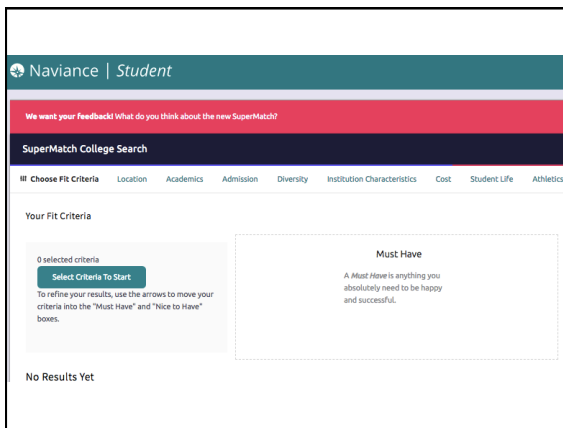 Naviance | Student
We want your feedback! What do you think about the new SuperMatch?
SuperMatch College Search
Choose Fit Criteria Location Academics Admission Diversity Institution Characteristics Cost Student Life Athletics
Your Fit Criteria
0 selected criteria
Select Criteria To Start
To refine your results, use the arrows to move your
criteria into the "Must Have" and "Nice to Have"
boxes.
Must Have
A Must Have is anything you
absolutely need to be happy
and successful.
No Results Yet